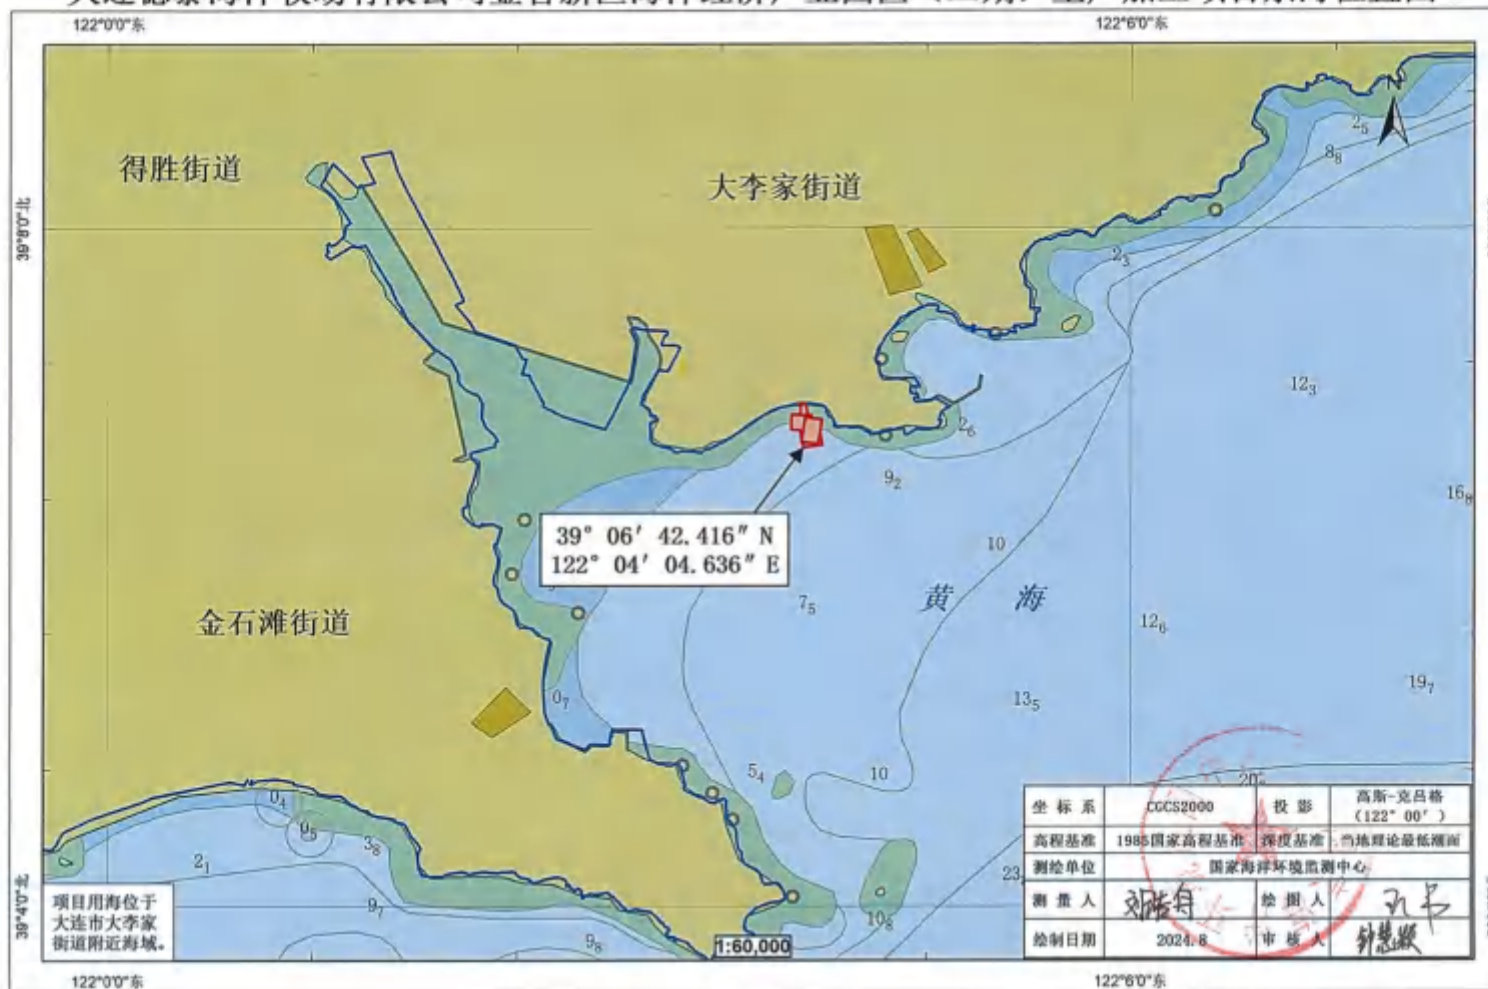 122°0'0"东
122°6'0"东
得胜街道
大李家街道
39°8'0"北
2₅
8₈
2₃
12₃
2₆
9₂
16₈
39° 06′ 42.416″ N
122° 04′ 04.636″ E
10
7₅
黄 海
12₆
金石滩街道
0₇
13₅
19₇
5₄
10
20
0₄
0₅
3₈
2₁
9₇
9₈
10₈
23
39°4'0"北
项目用海位于
大连市大李家
街道附近海域。
1:60,000
坐标系 CGCS2000 投影 高斯-克吕格
(122° 00′ )
高程基准 1985国家高程基准 深度基准 当地理论最低潮面
测绘单位 国家海洋环境监测中心
测量人 绘图人
绘制日期 2024.8 审核人
122°0'0"东
122°6'0"东